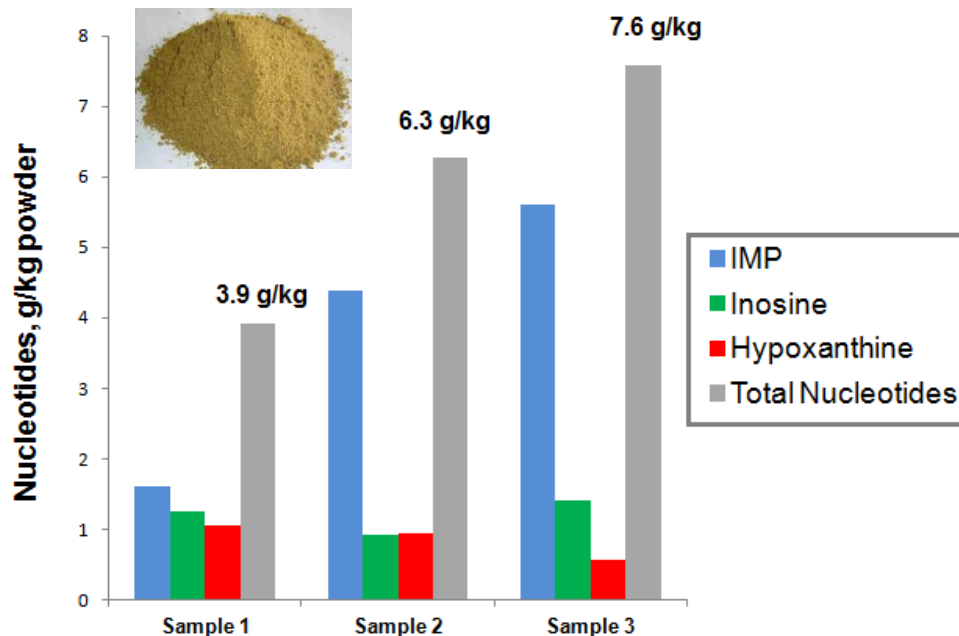 Nucleotides, g/kg powder
8
7
6
5
4
3
2
1
0
3.9 g/kg
6.3 g/kg
7.6 g/kg
Sample 1
Sample 2
Sample 3
IMP
Inosine
Hypoxanthine
Total Nucleotides